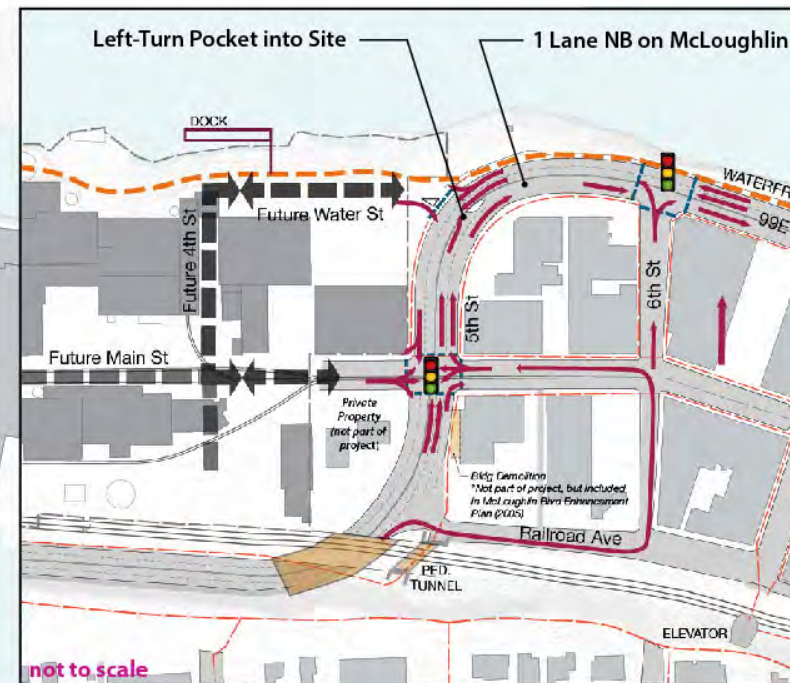 Left-Turn Pocket into Site
1 Lane NB on McLoughlin
DOCK
WATERFR
99E
Future Water St
Future 4th St
5th St
6th St
Future Main St
Private
Property
(not part of
project)
Bldg Demolition
*Not part of project, but included
in McLoughlin Blvd Enhancement
Plan (2005)
Railroad Ave
PED.
TUNNEL
ELEVATOR
not to scale